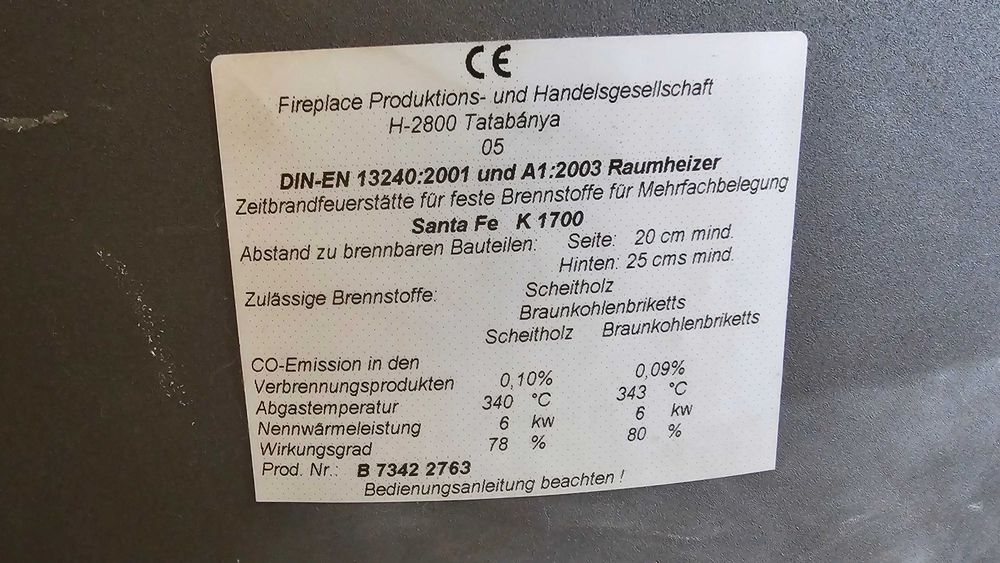 CE
Fireplace Produktions- und Handelsgesellschaft
H-2800 Tatabánya
05
DIN-EN 13240:2001 und A1:2003 Raumheizer
Zeitbrandfeuerstätte für feste Brennstoffe für Mehrfachbelegung
Santa Fe K 1700
Abstand zu brennbaren Bauteilen: Seite: 20 cm mind.
Hinten: 25 cms mind.
Zulässige Brennstoffe: Scheitholz
Braunkohlenbriketts
Scheitholz Braunkohlenbriketts
CO-Emission in den
Verbrennungsprodukten 0,10% 0,09%
Abgastemperatur 340 °C 343 °C
Nennwärmeleistung 6 kw 6 kw
Wirkungsgrad 78 % 80 %
Prod. Nr.: B 7342 2763
Bedienungsanleitung beachten !